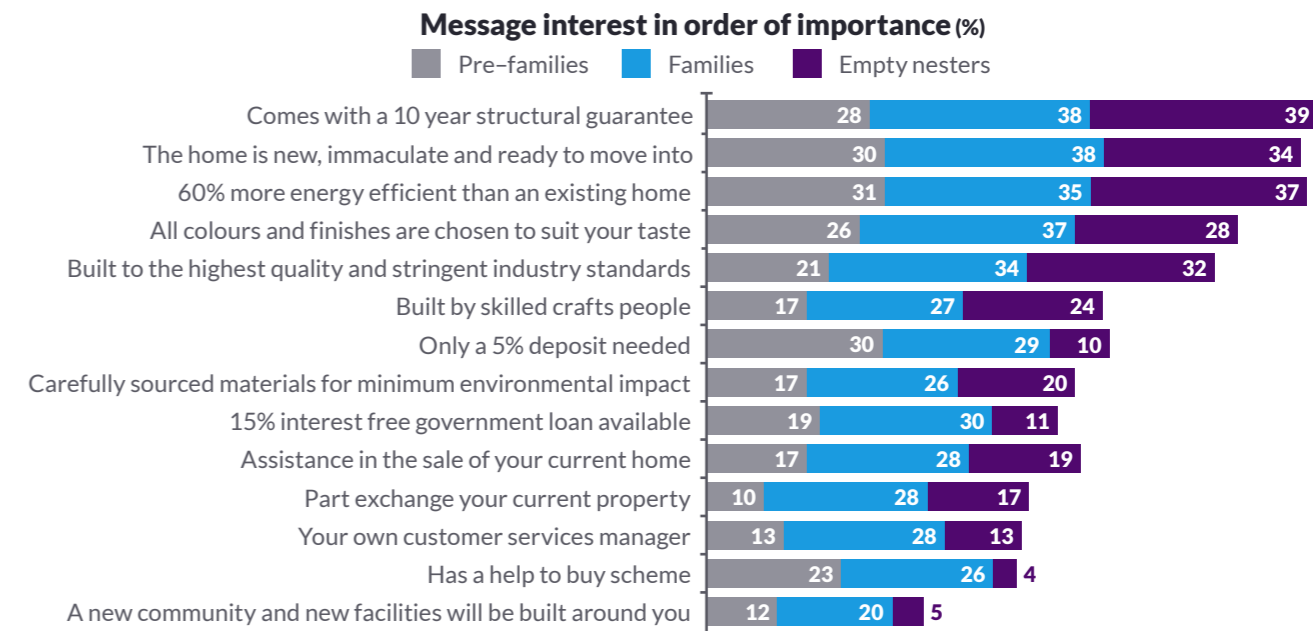 Message interest in order of importance (%)
Pre–families Families Empty nesters
Comes with a 10 year structural guarantee 28 38 39
The home is new, immaculate and ready to move into 30 38 34
60% more energy efficient than an existing home 31 35 37
All colours and finishes are chosen to suit your taste 26 37 28
Built to the highest quality and stringent industry standards 21 34 32
Built by skilled crafts people 17 27 24
Only a 5% deposit needed 30 29 10
Carefully sourced materials for minimum environmental impact 17 26 20
15% interest free government loan available 19 30 11
Assistance in the sale of your current home 17 28 19
Part exchange your current property 10 28 17
Your own customer services manager 13 28 13
Has a help to buy scheme 23 26 4
A new community and new facilities will be built around you 12 20 5